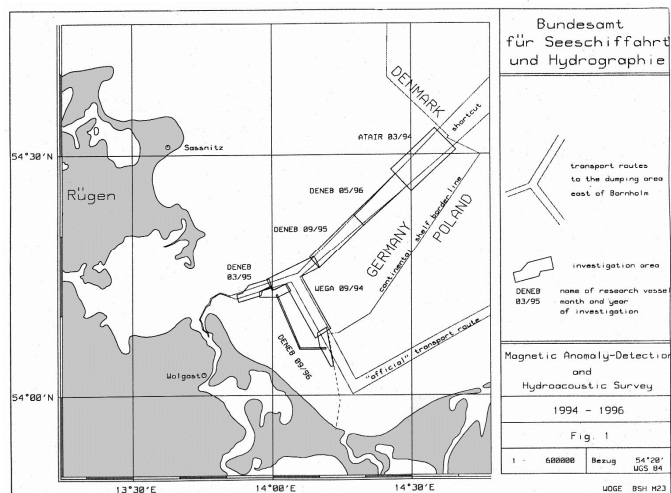 Bundesamt
für Seeschiffahrt
und Hydrographie
DENMARK
shortcut
ATAIR 03/94
Sassnitz
54°30'
Rügen
DENEB 05/96
DENEB 09/95
GERMANY
continental shelf border line
POLAND
DENEB
03/95
WEGA 09/94
DENEB 09/96
"official" transport route
Wolgast
54°00'
13°30'E
14°00'E
14°30'E
transport routes
to the dumping area
east of Bornholm
investigation area
DENEB
03/95
name of research vessel
month and year
of investigation
Magnetic Anomaly-Detection
and
Hydroacoustic Survey
1994 - 1996
Fig. 1
1 - 600000 Bezug 54°20'
WGS 84
WDGE BSH M23